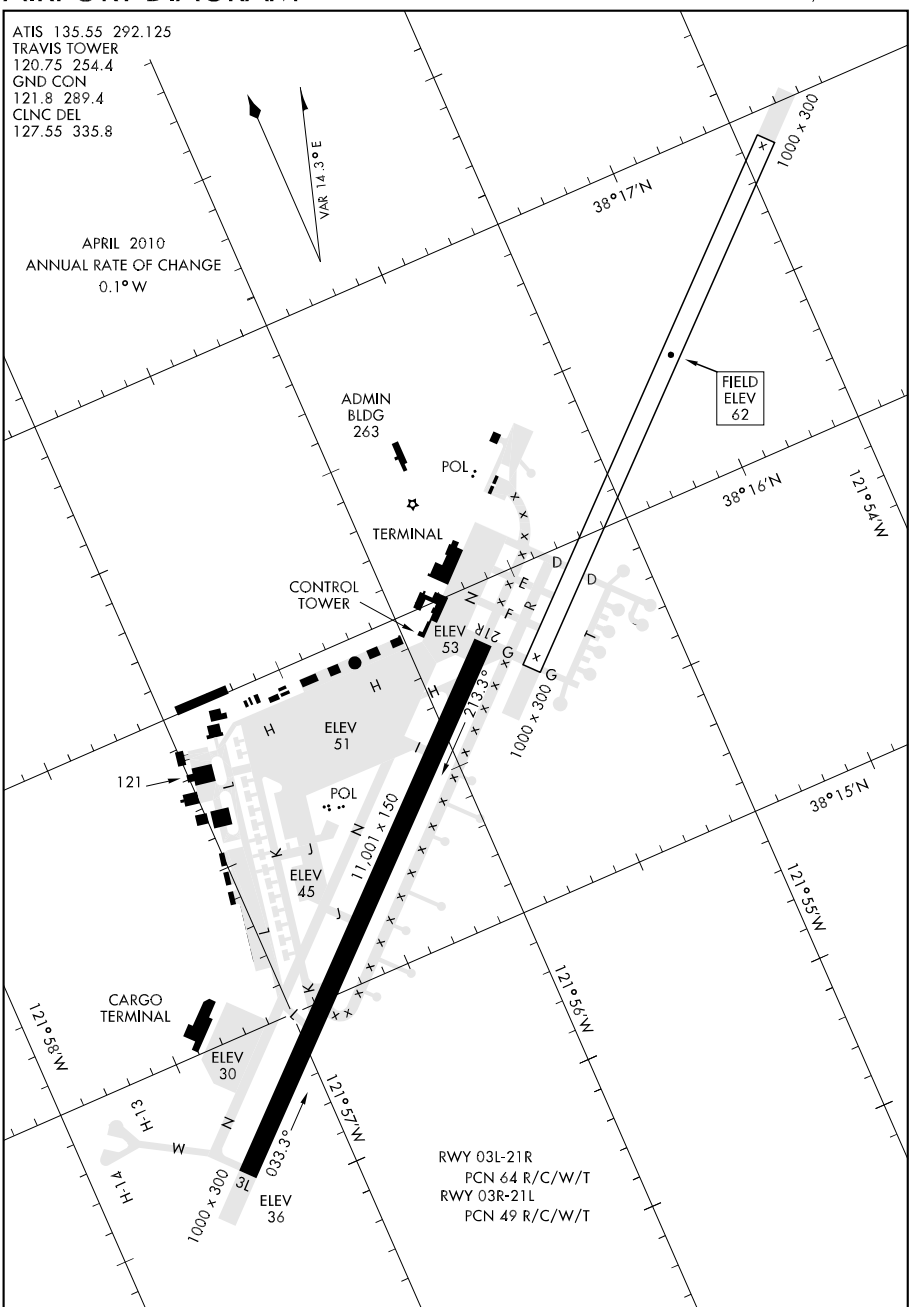 ATIS 135.55 292.125
TRAVIS TOWER
120.75 254.4
GND CON
121.8 289.4
CLNC DEL
127.55 335.8
VAR 14.3° E
1000 x 300
38°17'N
APRIL 2010
ANNUAL RATE OF CHANGE
0.1° W
FIELD
ELEV
62
ADMIN
BLDG
263
POL
38°16'N
121°54'W
TERMINAL
CONTROL
TOWER
D
D
E
F
R
N
T
21R
ELEV
53
G
G
213.3°
1000 x 300
H
H
H
ELEV
51
I
121
L
POL
38°15'N
11,001 x 150
N
K
J
ELEV
45
J
L
121°55'W
K
121°56'W
CARGO
TERMINAL
ELEV
30
121°58'W
121°57'W
H-13
N
M
H-14
033.3°
3L
1000 x 300
ELEV
36
RWY 03L-21R
PCN 64 R/C/W/T
RWY 03R-21L
PCN 49 R/C/W/T